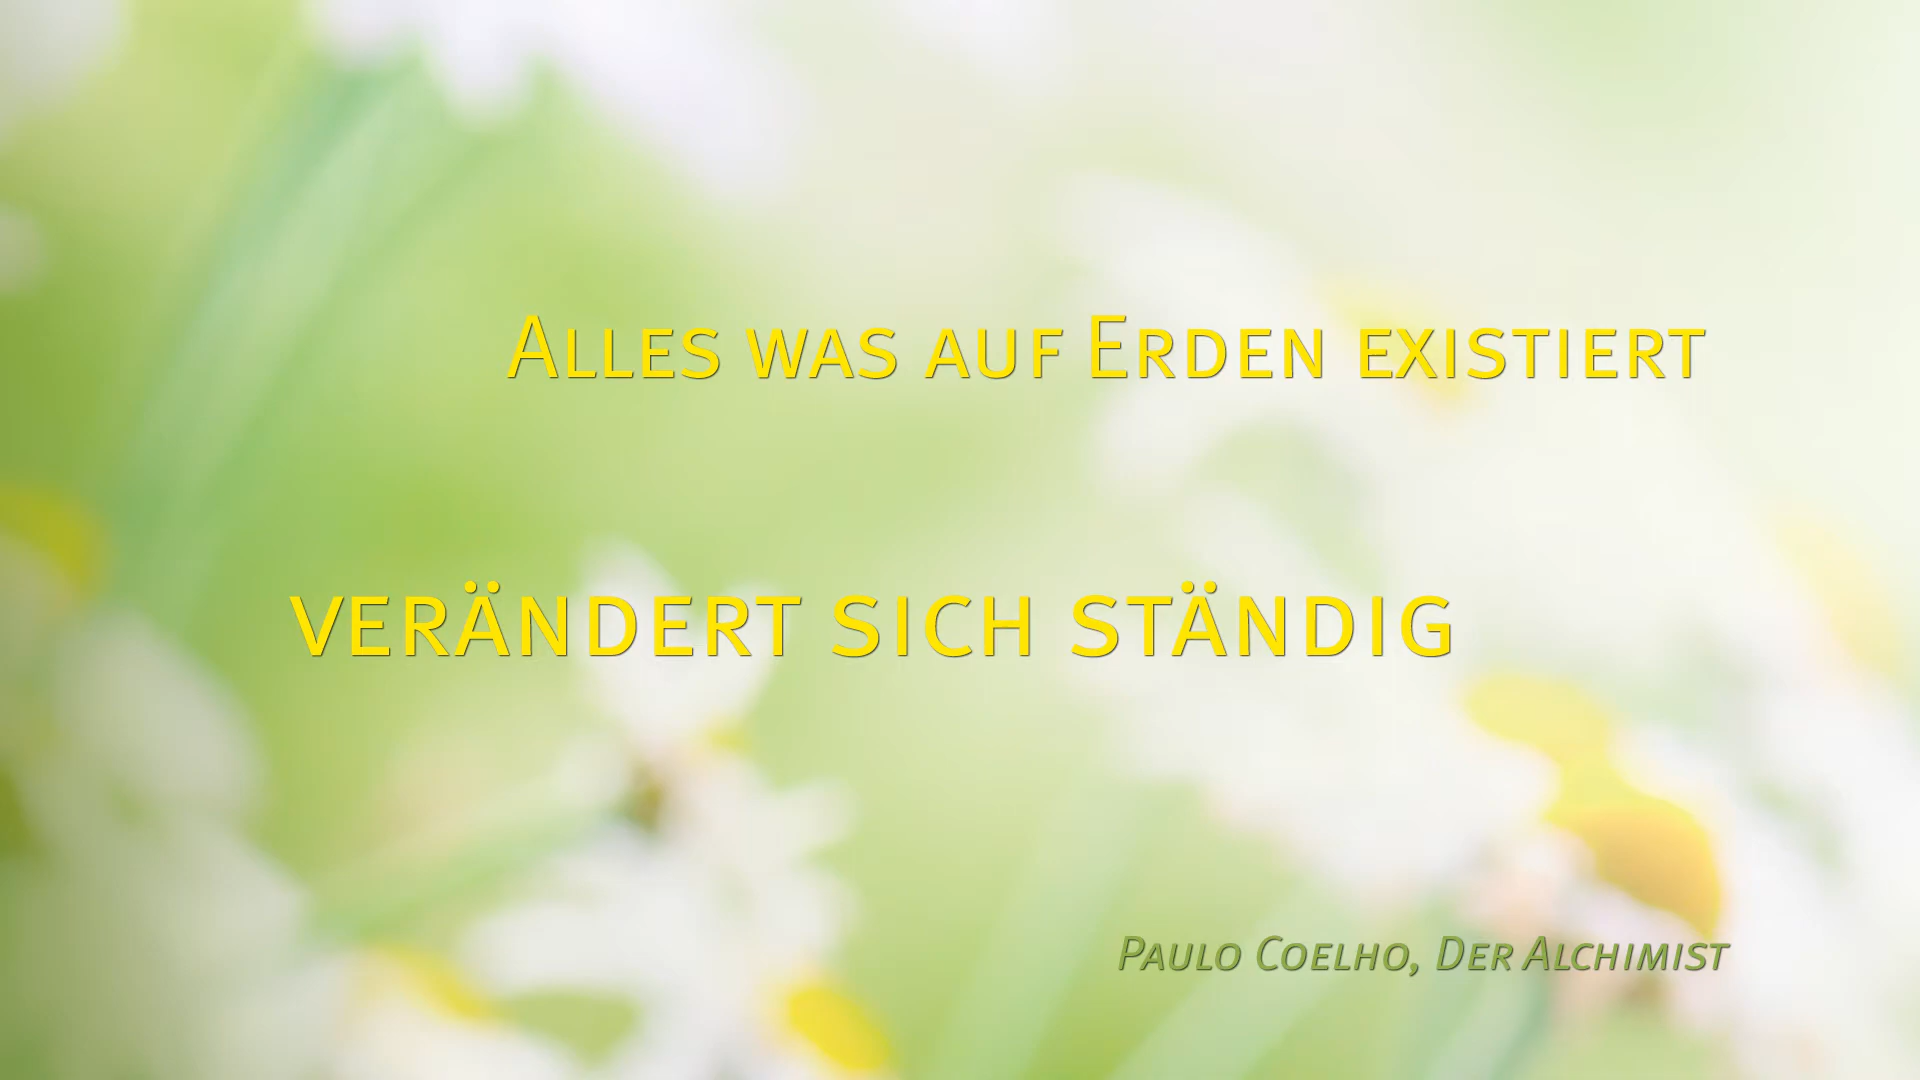 Alles was auf Erden existiert
verändert sich ständig
Paulo Coelho, Der Alchimist